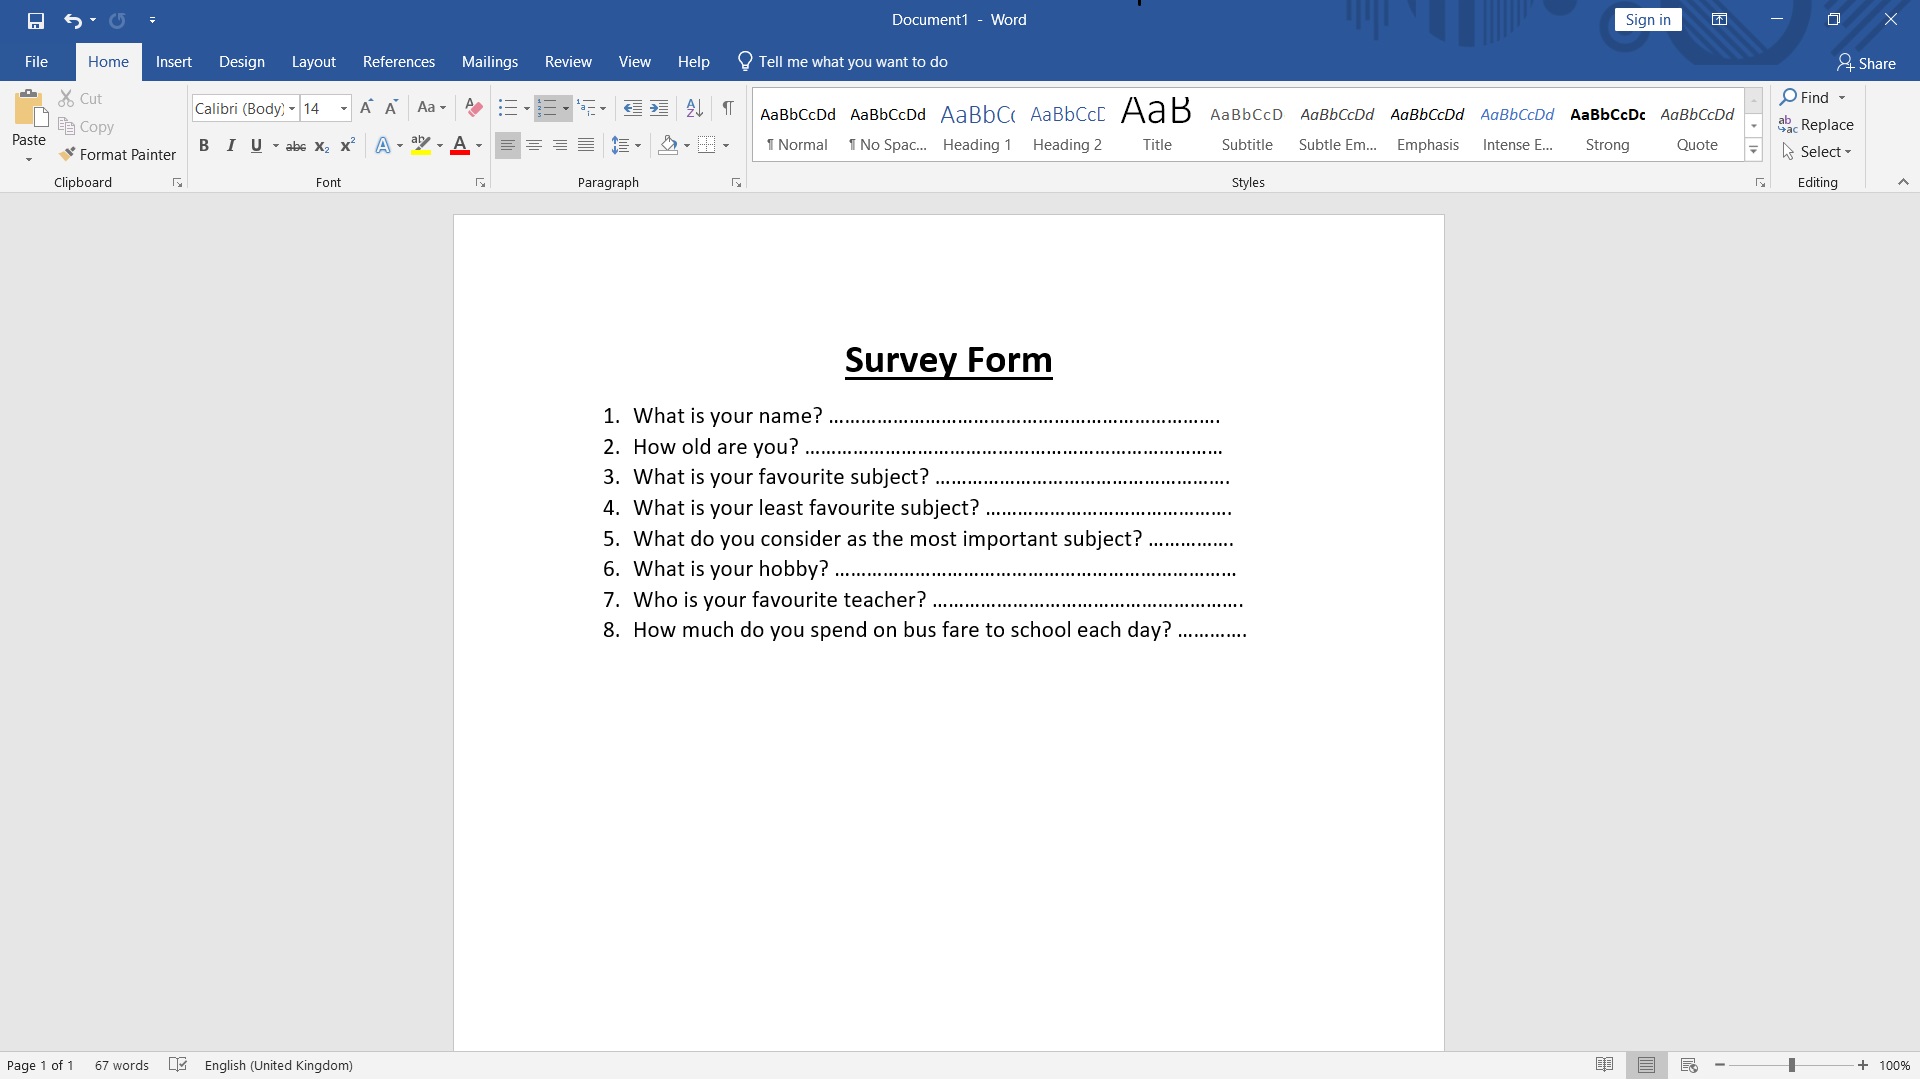 Document1 - Word
Sign in
File Home Insert Design Layout References Mailings Review View Help Tell me what you want to do
Share
Paste
Cut
Copy
Format Painter
Clipboard
Calibri (Body) 14
Aa
B I U abc x₂ x²
A A
Font
Paragraph
AaBbCcDd AaBbCcDd AaBbCc AaBbCcD AaB AaBbCcD AaBbCcDd AaBbCcDd AaBbCcDd AaBbCcDc AaBbCcDd
¶ Normal ¶ No Spac... Heading 1 Heading 2 Title Subtitle Subtle Em... Emphasis Intense E... Strong Quote
Styles
Find
Replace
Select
Editing
Survey Form
1. What is your name? ……………………………………………………………….
2. How old are you? ……………………………………………………………………
3. What is your favourite subject? ……………………………………………….
4. What is your least favourite subject? ……………………………………….
5. What do you consider as the most important subject? …………….
6. What is your hobby? …………………………………………………………………
7. Who is your favourite teacher? ………………………………………………….
8. How much do you spend on bus fare to school each day? ………….
Page 1 of 1 67 words English (United Kingdom)
100%